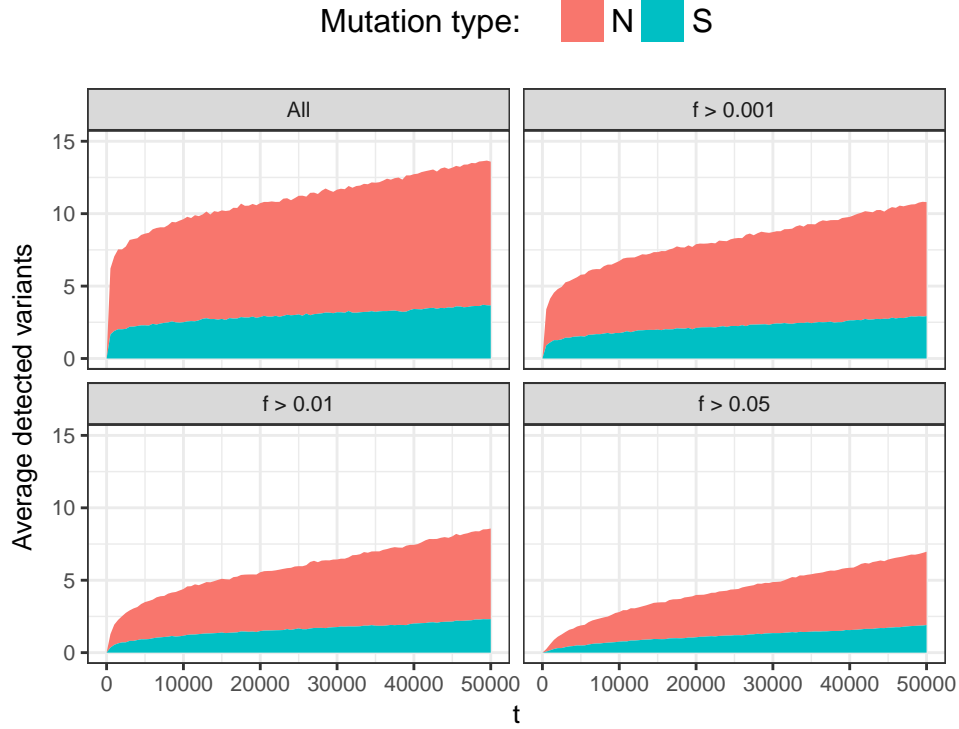 Mutation type: N S
All
f > 0.001
15
10
5
0
f > 0.01
f > 0.05
15
10
5
0
0 10000 20000 30000 40000 50000 0 10000 20000 30000 40000 50000
t
Average detected variants